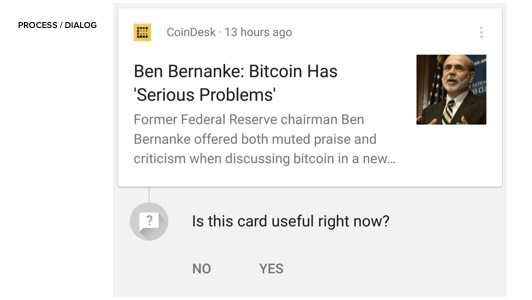 PROCESS / DIALOG
CoinDesk · 13 hours ago
Ben Bernanke: Bitcoin Has
'Serious Problems'
Former Federal Reserve chairman Ben
Bernanke offered both muted praise and
criticism when discussing bitcoin in a new...
?
Is this card useful right now?
NO YES